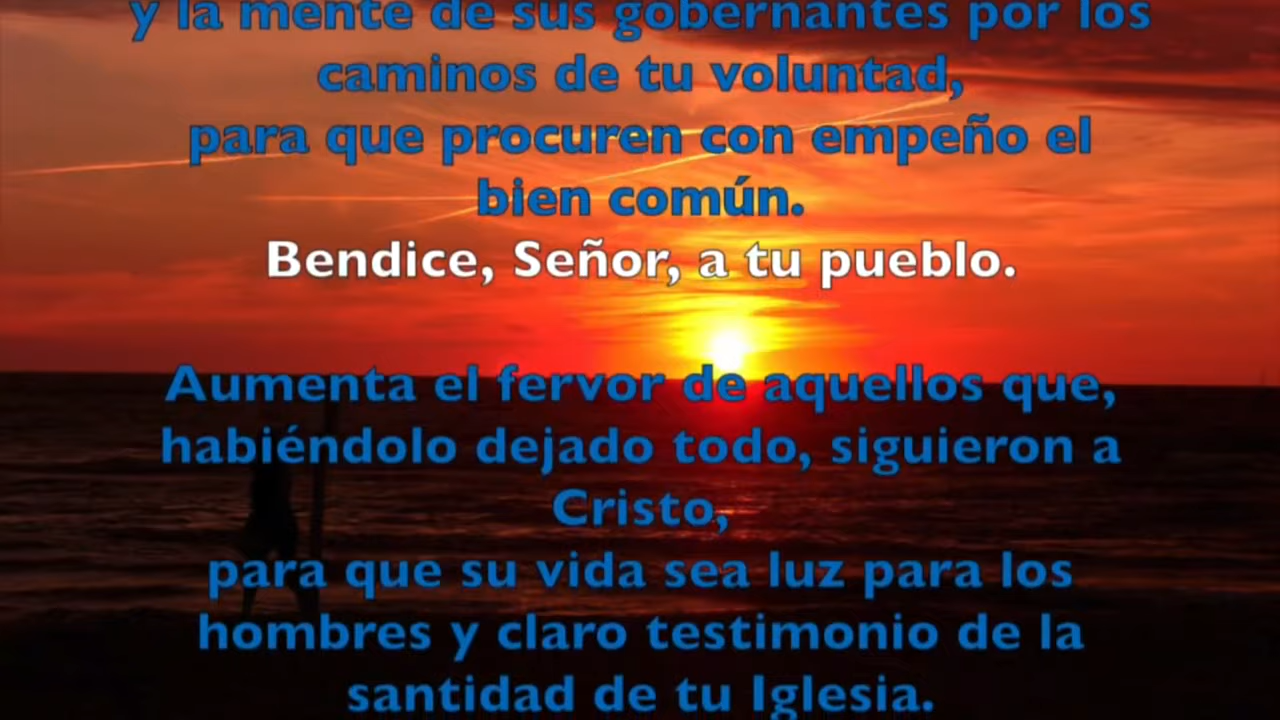 y la mente de sus gobernantes por los
caminos de tu voluntad,
para que procuren con empeño el
bien común.
Bendice, Señor, a tu pueblo.
Aumenta el fervor de aquellos que,
habiéndolo dejado todo, siguieron a
Cristo,
para que su vida sea luz para los
hombres y claro testimonio de la
santidad de tu Iglesia.